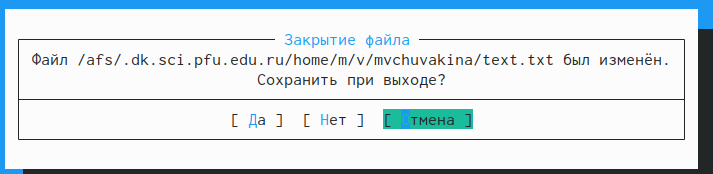 Закрытие файла
Файл /afs/.dk.sci.pfu.edu.ru/home/m/v/mvchuvakina/text.txt был изменён.
Сохранить при выходе?
[ Да ] [ Нет ] [ Отмена ]